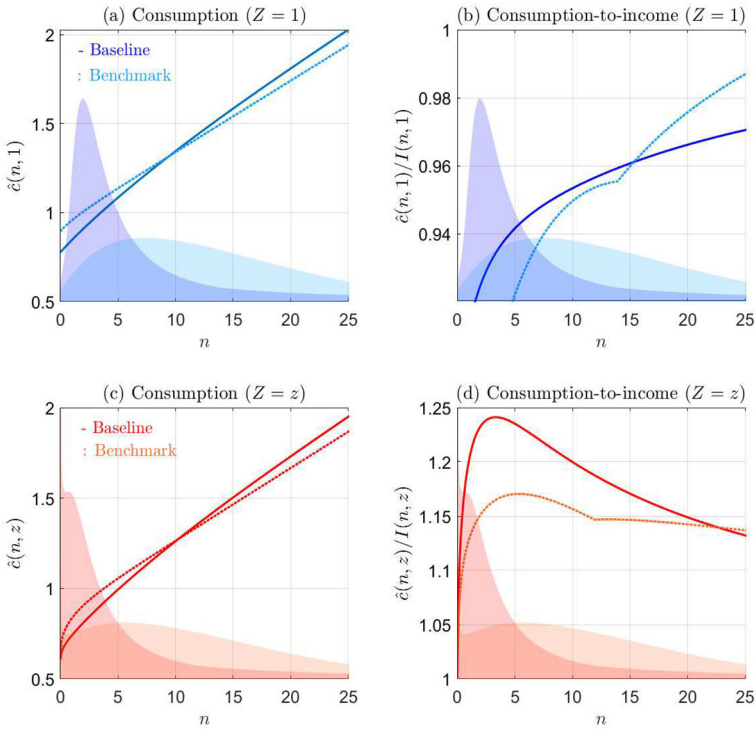 (a) Consumption (Z = 1)
2
1.5
1
0.5
ĉ(n, 1)
- Baseline
: Benchmark
0 5 10 15 20 25
n
(b) Consumption-to-income (Z = 1)
1
0.98
0.96
0.94
ĉ(n, 1)/I(n, 1)
0 5 10 15 20 25
n
(c) Consumption (Z = z)
2
1.5
1
0.5
ĉ(n, z)
- Baseline
: Benchmark
0 5 10 15 20 25
n
(d) Consumption-to-income (Z = z)
1.25
1.2
1.15
1.1
1.05
1
ĉ(n, z)/I(n, z)
0 5 10 15 20 25
n